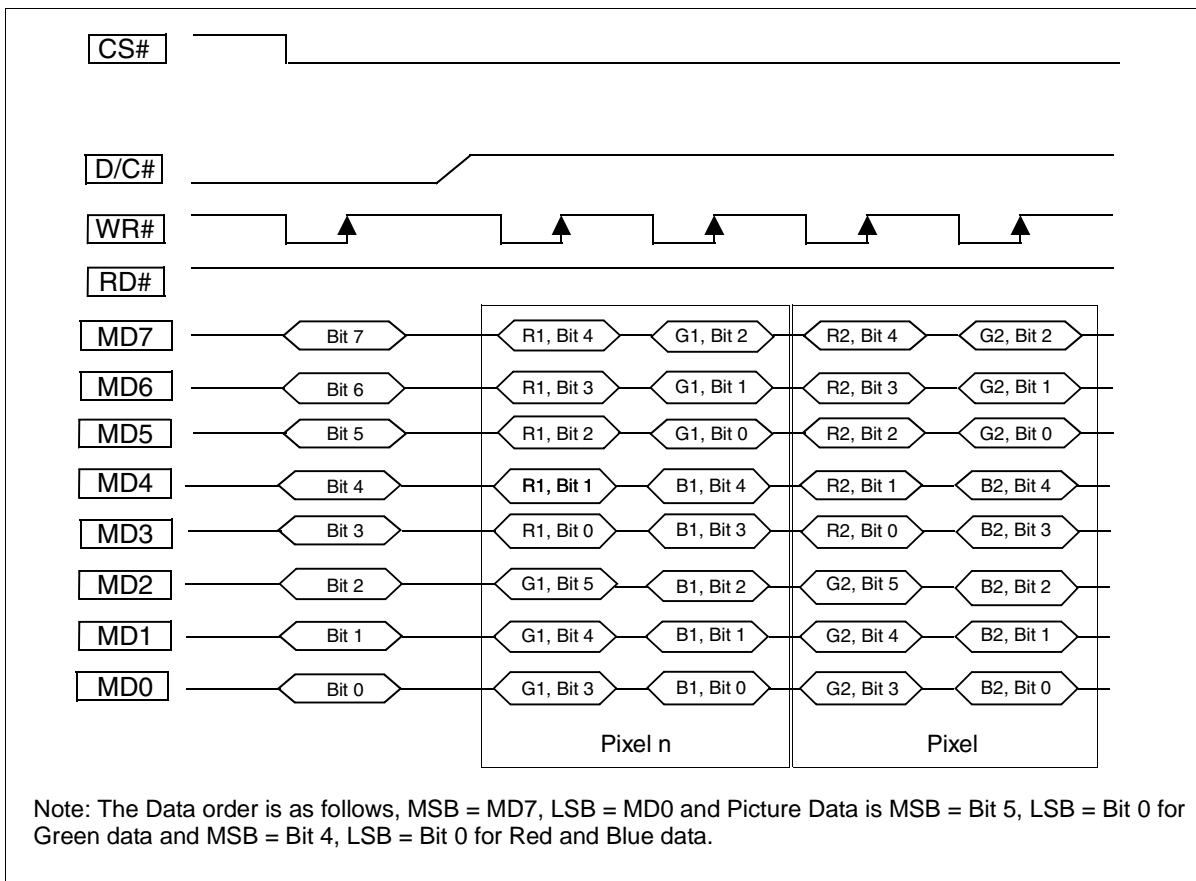 CS#
D/C#
WR#
RD#
MD7 Bit 7 R1, Bit 4 G1, Bit 2 R2, Bit 4 G2, Bit 2
MD6 Bit 6 R1, Bit 3 G1, Bit 1 R2, Bit 3 G2, Bit 1
MD5 Bit 5 R1, Bit 2 G1, Bit 0 R2, Bit 2 G2, Bit 0
MD4 Bit 4 R1, Bit 1 B1, Bit 4 R2, Bit 1 B2, Bit 4
MD3 Bit 3 R1, Bit 0 B1, Bit 3 R2, Bit 0 B2, Bit 3
MD2 Bit 2 G1, Bit 5 B1, Bit 2 G2, Bit 5 B2, Bit 2
MD1 Bit 1 G1, Bit 4 B1, Bit 1 G2, Bit 4 B2, Bit 1
MD0 Bit 0 G1, Bit 3 B1, Bit 0 G2, Bit 3 B2, Bit 0
Pixel n Pixel
Note: The Data order is as follows, MSB = MD7, LSB = MD0 and Picture Data is MSB = Bit 5, LSB = Bit 0 for
Green data and MSB = Bit 4, LSB = Bit 0 for Red and Blue data.